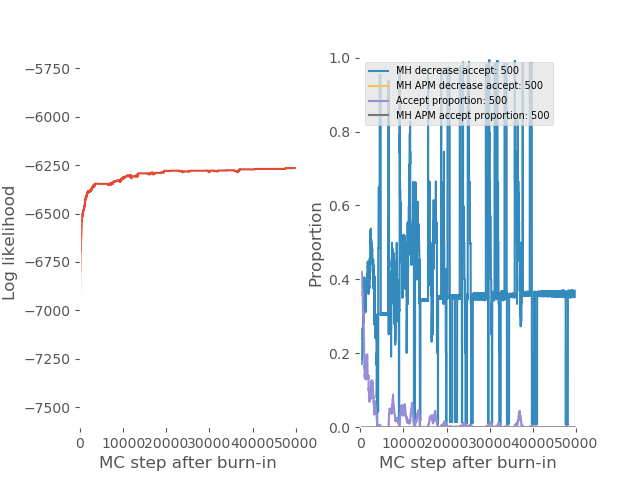 −5750
−6000
−6250
−6500
−6750
−7000
−7250
−7500
Log likelihood
0 10000 20000 30000 40000 50000
MC step after burn-in
1.0
0.8
0.6
0.4
0.2
0.0
Proportion
MH decrease accept: 500
MH APM decrease accept: 500
Accept proportion: 500
MH APM accept proportion: 500
0 10000 20000 30000 40000 50000
MC step after burn-in